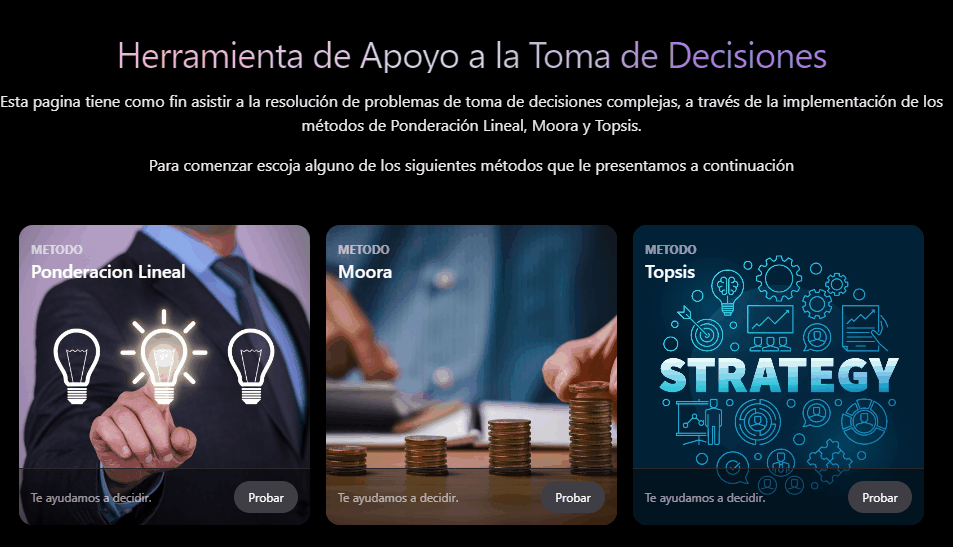 Herramienta de Apoyo a la Toma de Decisiones
Esta pagina tiene como fin asistir a la resolución de problemas de toma de decisiones complejas, a través de la implementación de los
métodos de Ponderación Lineal, Moora y Topsis.
Para comenzar escoja alguno de los siguientes métodos que le presentamos a continuación
METODO
Ponderacion Lineal
Te ayudamos a decidir.
Probar
METODO
Moora
Te ayudamos a decidir.
Probar
METODO
Topsis
STRATEGY
Te ayudamos a decidir.
Probar